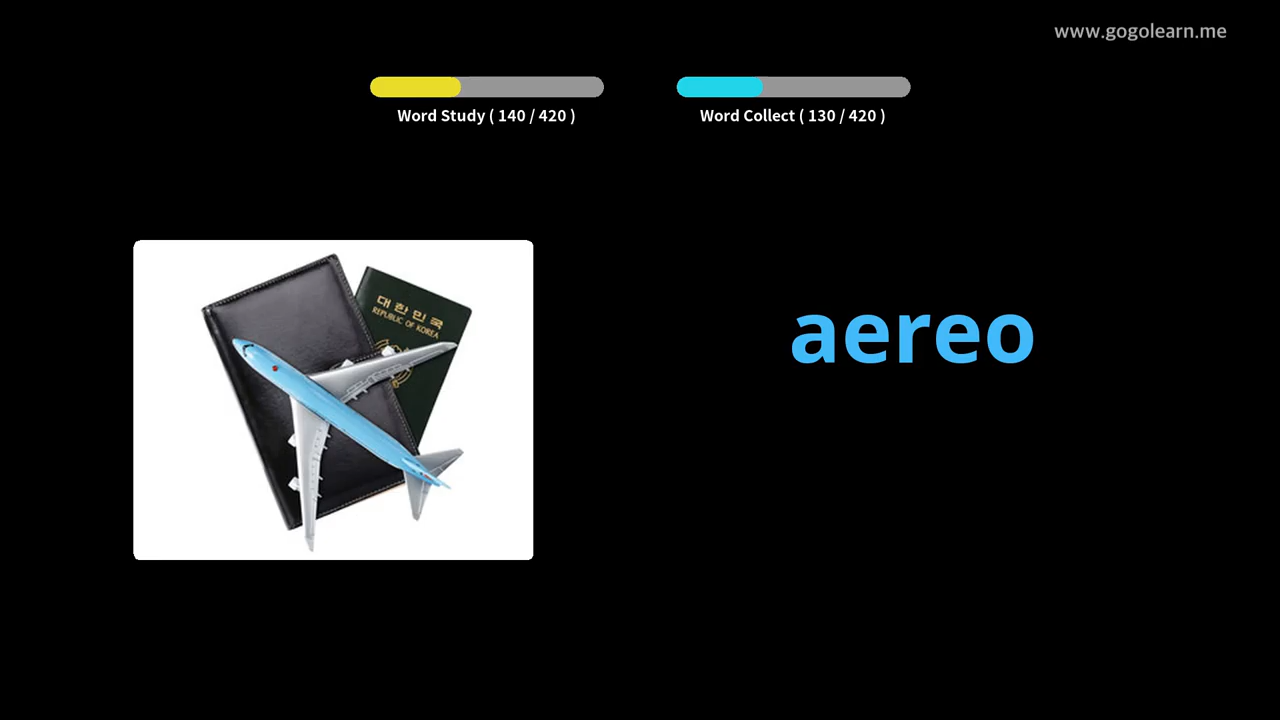 www.gogolearn.me
Word Study ( 140 / 420 )
Word Collect ( 130 / 420 )
대한민국
REPUBLIC OF KOREA
aereo